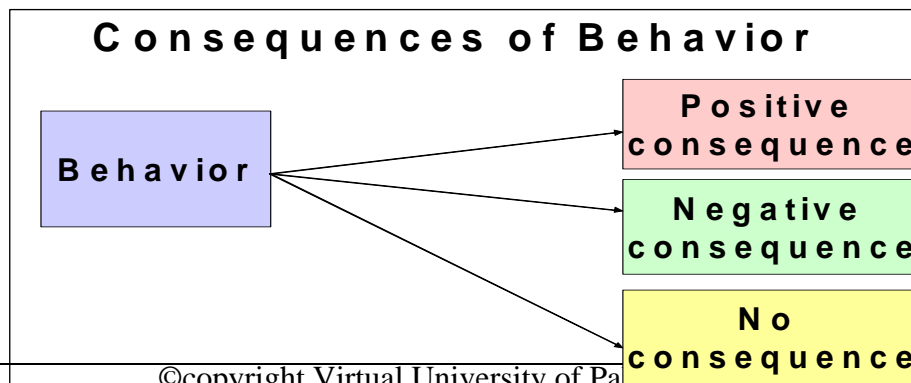 Consequences of Behavior
Positive
consequence
Behavior
Negative
consequence
No
consequence
©copyright Virtual University of Pa